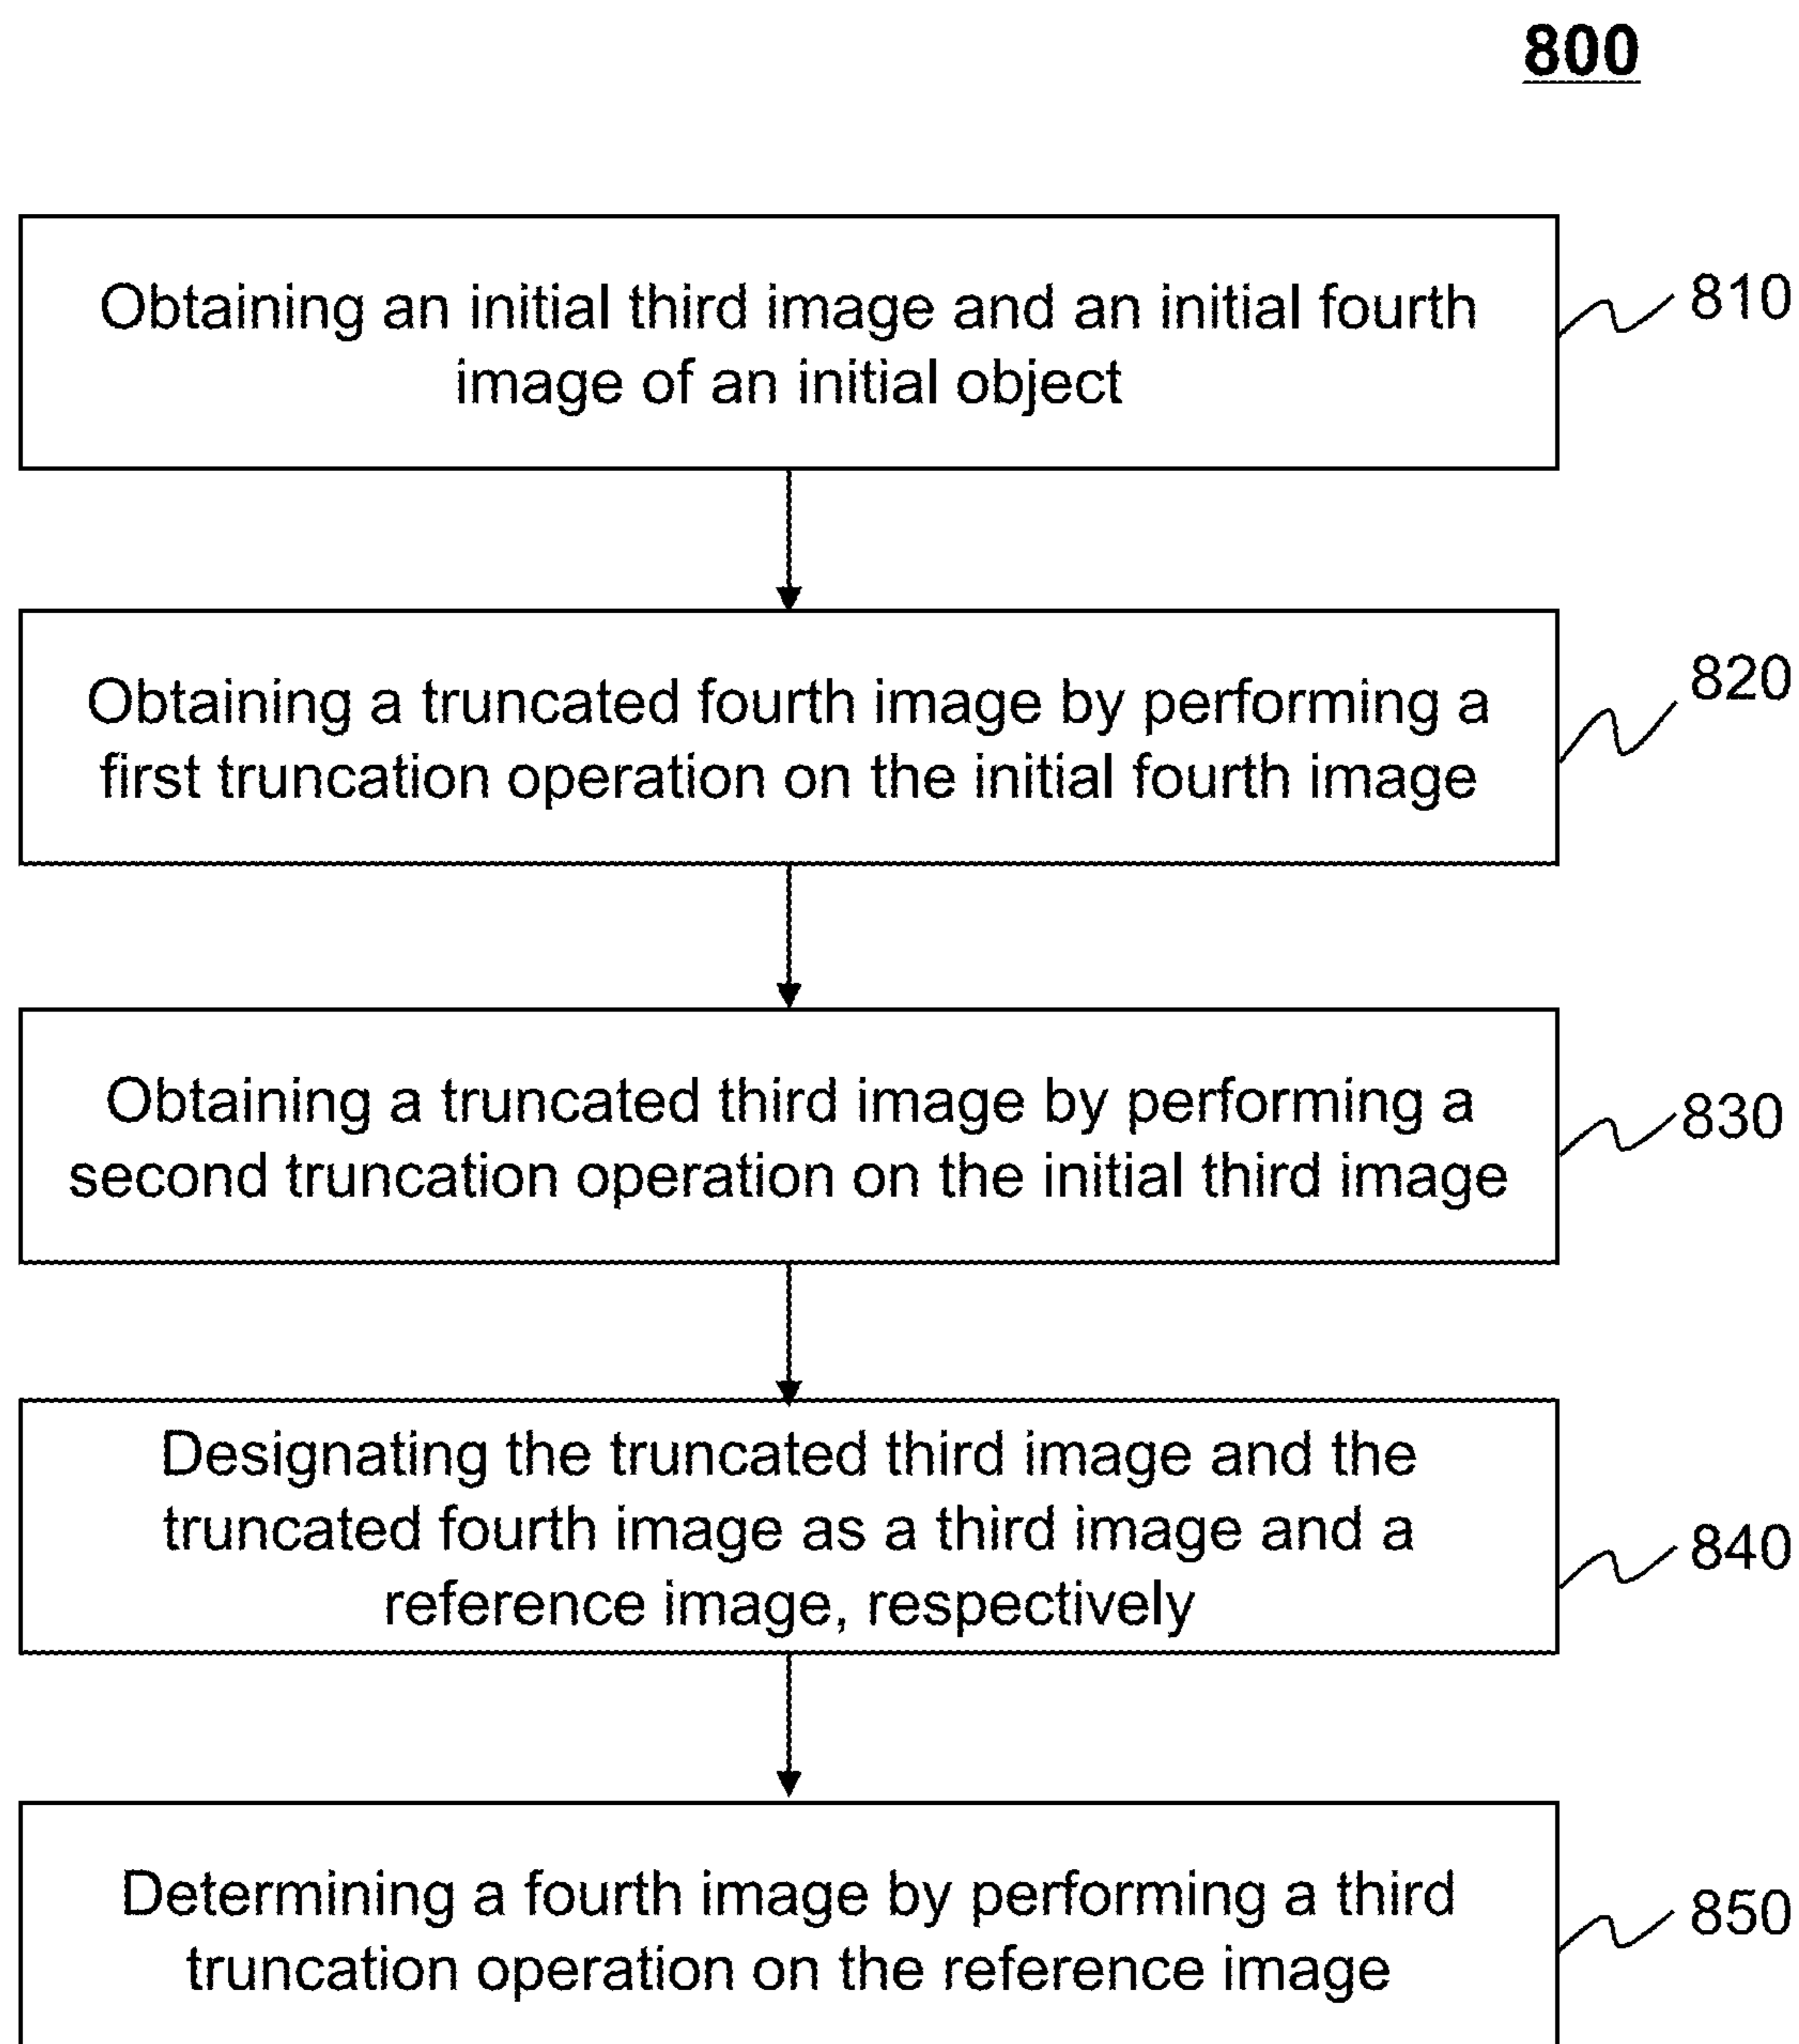 800
Obtaining an initial third image and an initial fourth
image of an initial object
810
Obtaining a truncated fourth image by performing a
first truncation operation on the initial fourth image
820
Obtaining a truncated third image by performing a
second truncation operation on the initial third image
830
Designating the truncated third image and the
truncated fourth image as a third image and a
reference image, respectively
840
Determining a fourth image by performing a third
truncation operation on the reference image
850